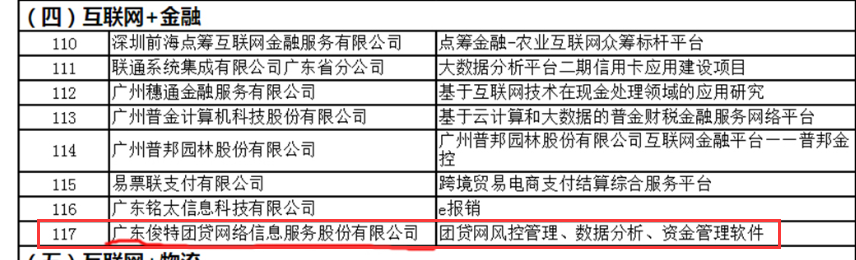 （四）互联网+金融
110 深圳前海点筹互联网金融服务有限公司 点筹金融-农业互联网众筹标杆平台
111 联通系统集成有限公司广东省分公司 大数据分析平台二期信用卡应用建设项目
112 广州穗通金融服务有限公司 基于互联网技术在现金处理领域的应用研究
113 广州普金计算机科技股份有限公司 基于云计算和大数据的普金财税金融服务网络平台
114 广州普邦园林股份有限公司 广州普邦园林股份有限公司互联网金融平台——普邦金
控
115 易票联支付有限公司 跨境贸易电商支付结算综合服务平台
116 广东铭太信息科技有限公司 e报销
117 广东俊特团贷网络信息服务股份有限公司 团贷网风控管理、数据分析、资金管理软件
（五）互联网+物流